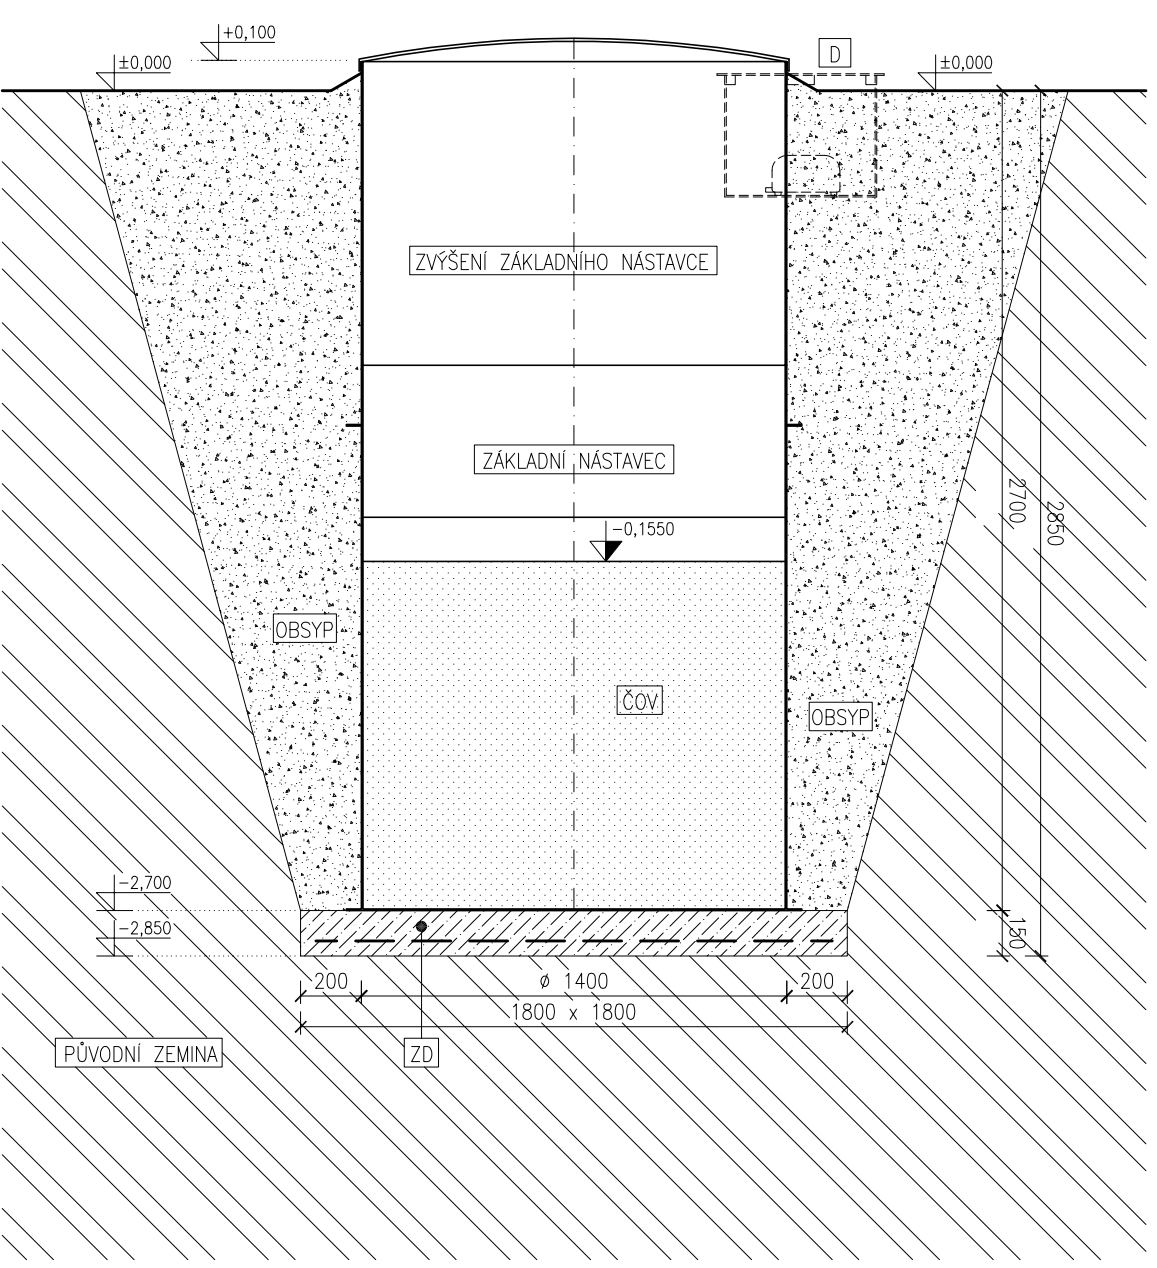 +0,100
±0,000
D
±0,000
ZVÝŠENÍ ZÁKLADNÍHO NÁSTAVCE
ZÁKLADNÍ NÁSTAVEC
2700
2850
-0,1550
OBSYP
ČOV
OBSYP
-2,700
-2,850
150
200
ø 1400
200
1800 x 1800
PŮVODNÍ ZEMINA
ZD